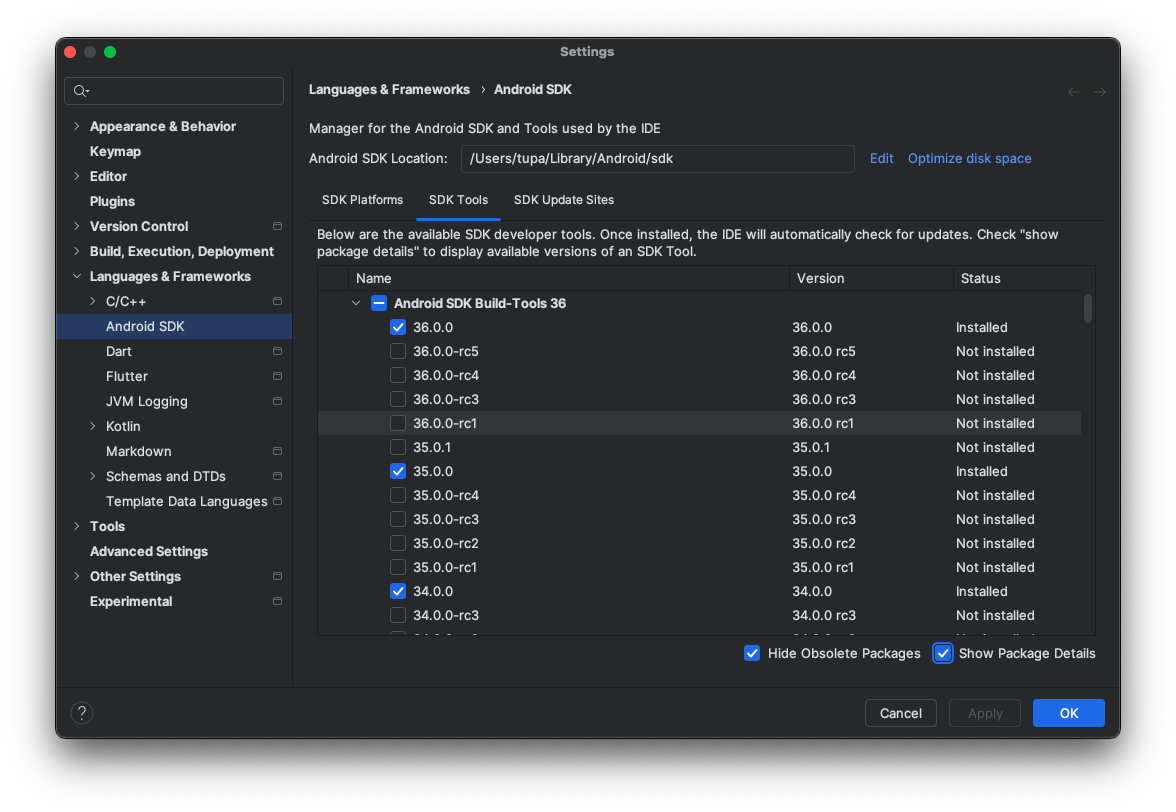 Settings
Languages & Frameworks › Android SDK
Appearance & Behavior
Keymap
Editor
Plugins
Version Control
Build, Execution, Deployment
Languages & Frameworks
C/C++
Android SDK
Dart
Flutter
JVM Logging
Kotlin
Markdown
Schemas and DTDs
Template Data Languages
Tools
Advanced Settings
Other Settings
Experimental
Manager for the Android SDK and Tools used by the IDE
Android SDK Location: /Users/tupa/Library/Android/sdk Edit Optimize disk space
SDK Platforms SDK Tools SDK Update Sites
Below are the available SDK developer tools. Once installed, the IDE will automatically check for updates. Check "show
package details" to display available versions of an SDK Tool.
Name Version Status
Android SDK Build-Tools 36
36.0.0 36.0.0 Installed
36.0.0-rc5 36.0.0 rc5 Not installed
36.0.0-rc4 36.0.0 rc4 Not installed
36.0.0-rc3 36.0.0 rc3 Not installed
36.0.0-rc1 36.0.0 rc1 Not installed
35.0.1 35.0.1 Not installed
35.0.0 35.0.0 Installed
35.0.0-rc4 35.0.0 rc4 Not installed
35.0.0-rc3 35.0.0 rc3 Not installed
35.0.0-rc2 35.0.0 rc2 Not installed
35.0.0-rc1 35.0.0 rc1 Not installed
34.0.0 34.0.0 Installed
34.0.0-rc3 34.0.0 rc3 Not installed
Hide Obsolete Packages Show Package Details
? Cancel Apply OK